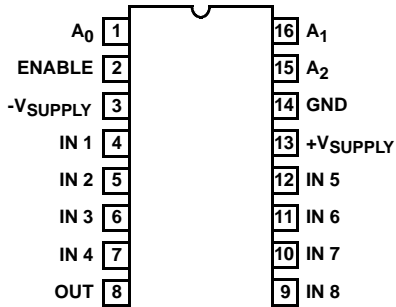 A0 1 16 A1
ENABLE 2 15 A2
-VSUPPLY 3 14 GND
IN 1 4 13 +VSUPPLY
IN 2 5 12 IN 5
IN 3 6 11 IN 6
IN 4 7 10 IN 7
OUT 8 9 IN 8